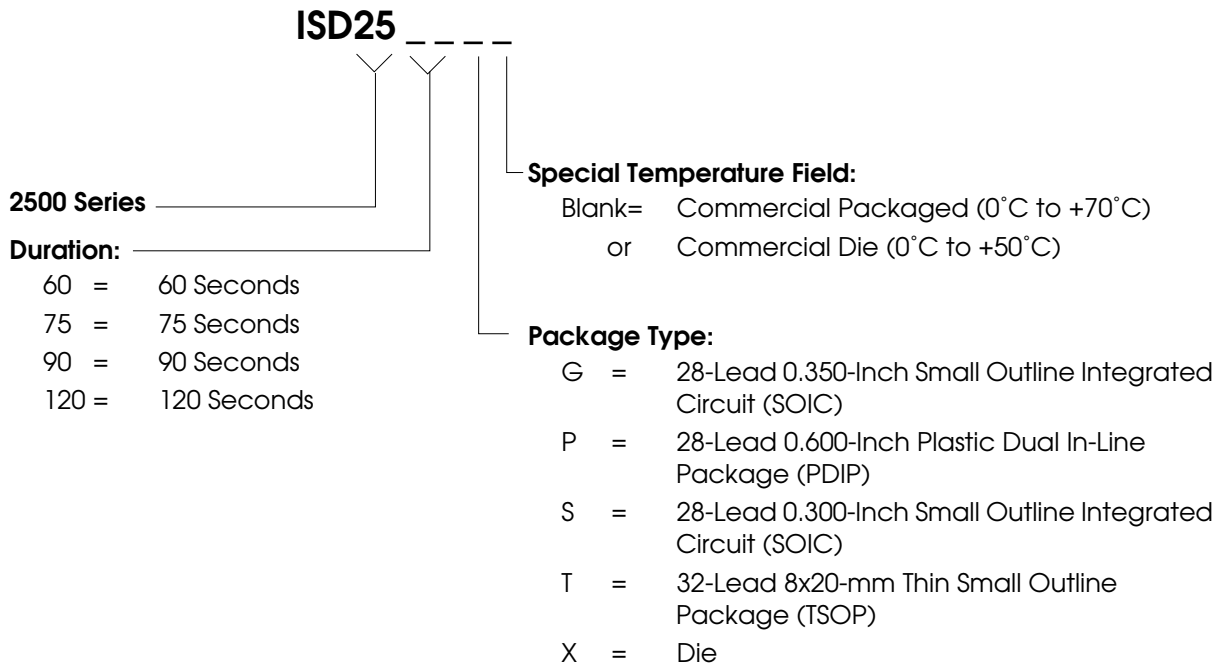 ISD25 _ _ _ _
Special Temperature Field:
Blank= Commercial Packaged (0˚C to +70˚C)
or Commercial Die (0˚C to +50˚C)
2500 Series
Duration:
60 = 60 Seconds
75 = 75 Seconds
90 = 90 Seconds
120 = 120 Seconds
Package Type:
G = 28-Lead 0.350-Inch Small Outline Integrated
Circuit (SOIC)
P = 28-Lead 0.600-Inch Plastic Dual In-Line
Package (PDIP)
S = 28-Lead 0.300-Inch Small Outline Integrated
Circuit (SOIC)
T = 32-Lead 8x20-mm Thin Small Outline
Package (TSOP)
X = Die